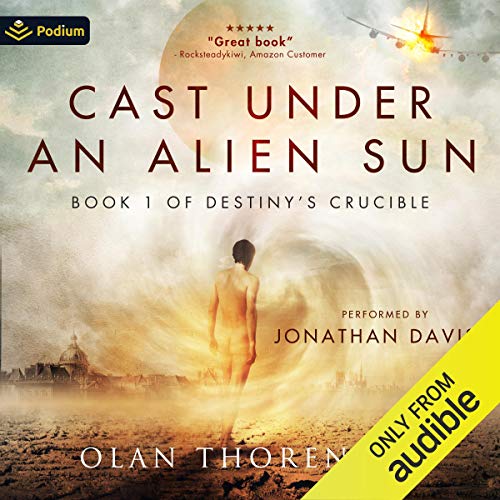 Podium
★★★★★
"Great book"
- Rocksteadykiwi, Amazon Customer
CAST UNDER
AN ALIEN SUN
BOOK 1 OF DESTINY'S CRUCIBLE
PERFORMED BY
JONATHAN DAVIS
OLAN THOREN
ONLY FROM
audible